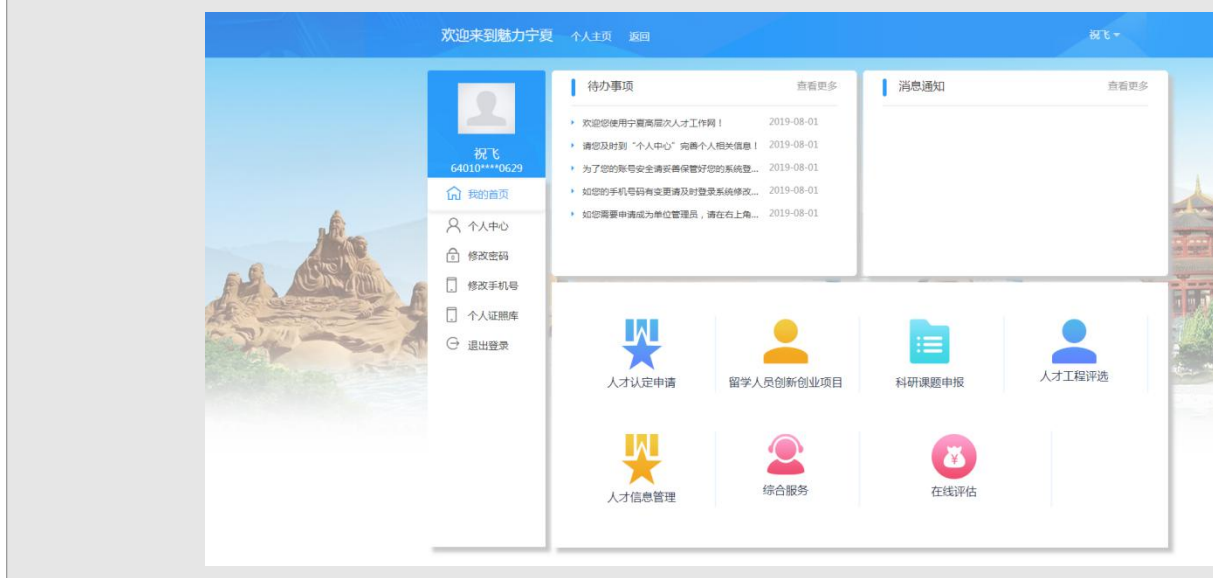 欢迎来到魅力宁夏 个人主页 返回 祝飞
祝飞
64010****0629
我的首页
个人中心
修改密码
修改手机号
个人证照库
退出登录
待办事项 查看更多
欢迎您使用宁夏高层次人才工作网！ 2019-08-01
请您及时到“个人中心”完善个人相关信息！ 2019-08-01
为了您的账号安全请妥善保管好您的系统登... 2019-08-01
如您的手机号码有变更请及时登录系统修改... 2019-08-01
如您需要申请成为单位管理员，请在右上角... 2019-08-01
消息通知 查看更多
人才认定申请 留学人员创新创业项目 科研课题申报 人才工程评选
人才信息管理 综合服务 在线评估